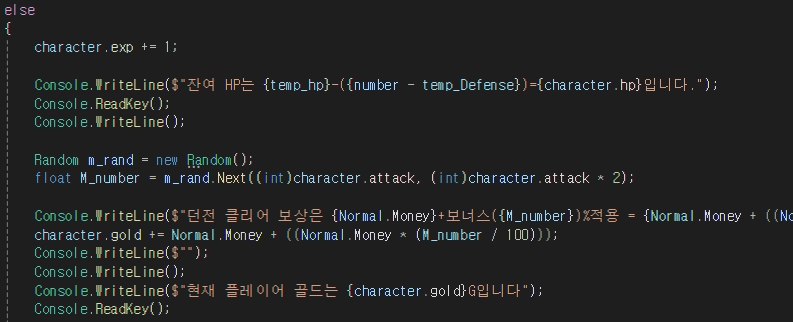 else
{
character.exp += 1;
Console.WriteLine($"잔여 HP는 {temp_hp}-({number - temp_Defense})={character.hp}입니다.");
Console.ReadKey();
Console.WriteLine();
Random m_rand = new Random();
float M_number = m_rand.Next((int)character.attack, (int)character.attack * 2);
Console.WriteLine($"던전 클리어 보상은 {Normal.Money}+보너스({M_number})%적용 = {Normal.Money + ((No
character.gold += Normal.Money + ((Normal.Money * (M_number / 100)));
Console.WriteLine($"");
Console.WriteLine();
Console.WriteLine($"현재 플레이어 골드는 {character.gold}G입니다");
Console.ReadKey();